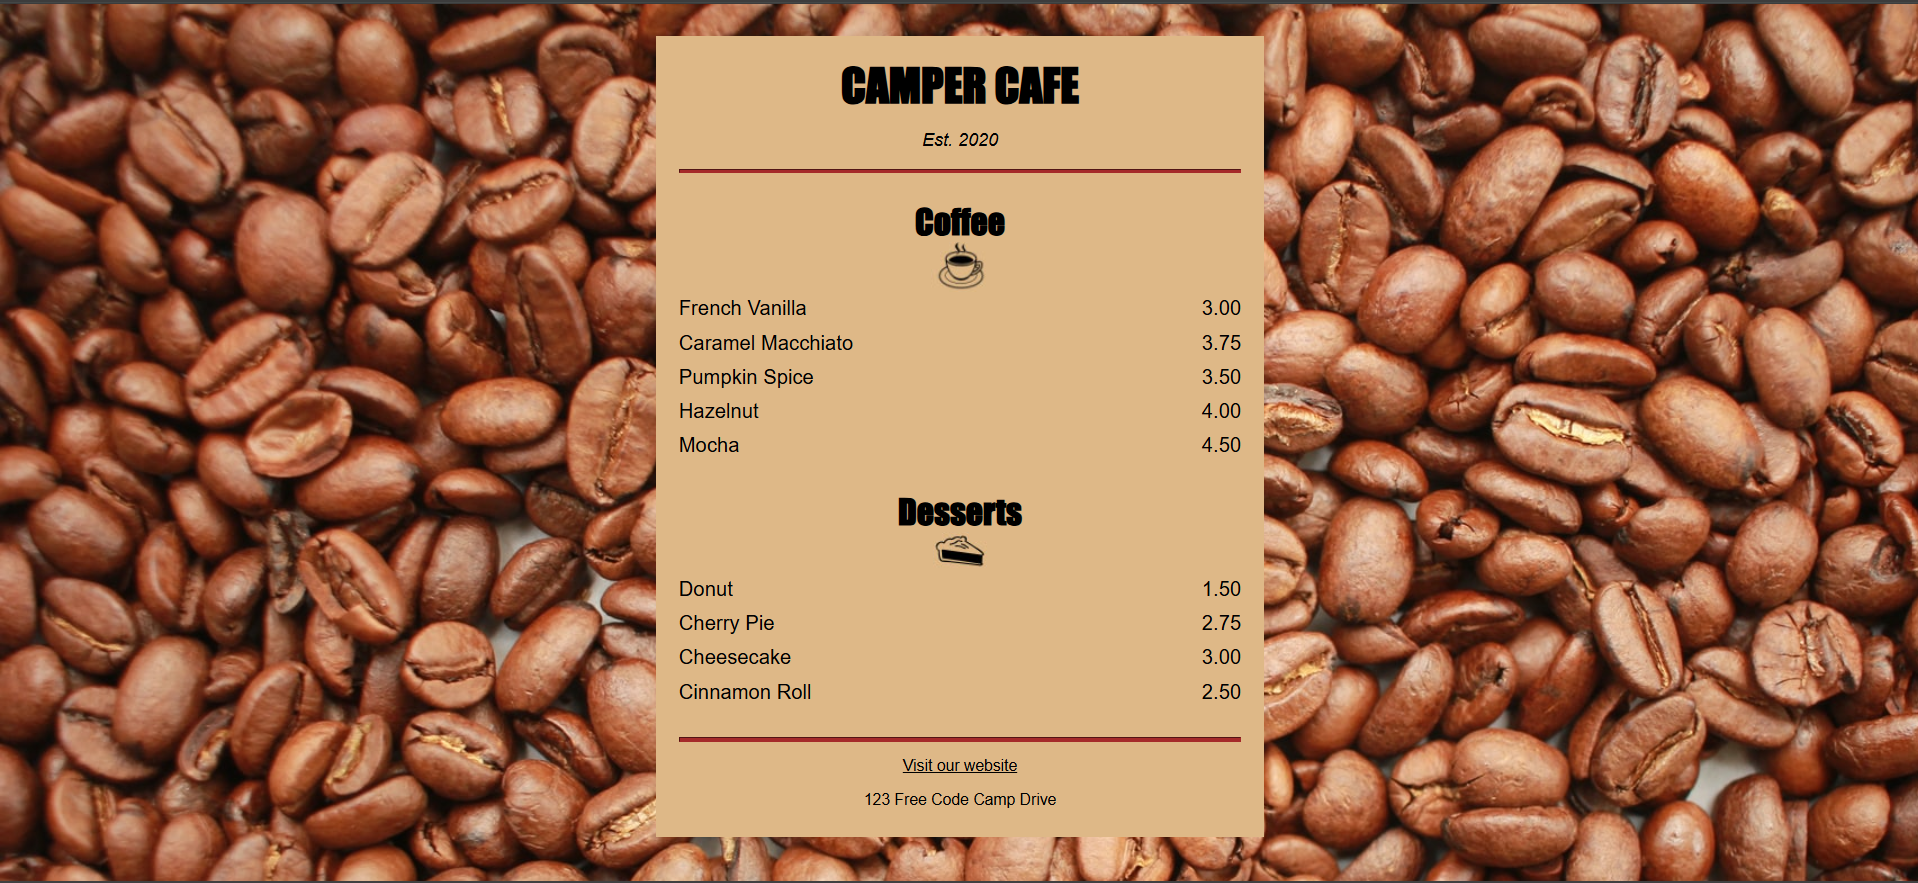 CAMPER CAFE
Est. 2020
Coffee
French Vanilla 3.00
Caramel Macchiato 3.75
Pumpkin Spice 3.50
Hazelnut 4.00
Mocha 4.50
Desserts
Donut 1.50
Cherry Pie 2.75
Cheesecake 3.00
Cinnamon Roll 2.50
Visit our website
123 Free Code Camp Drive